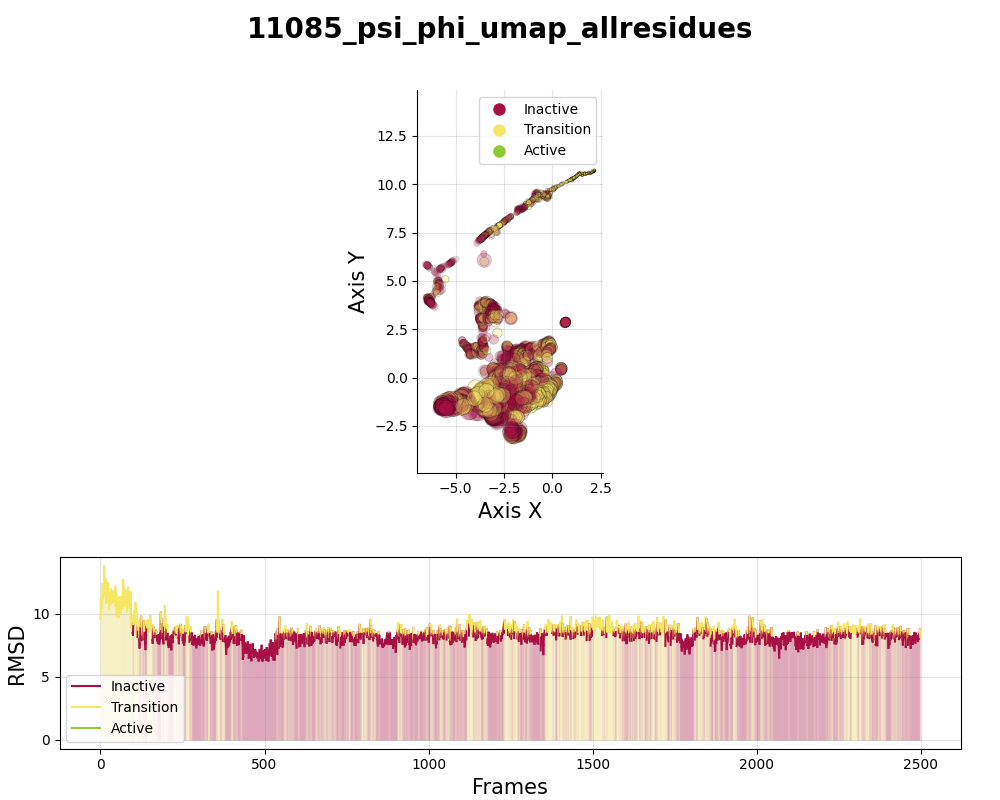 11085_psi_phi_umap_allresidues
Inactive
Transition
Active
12.5
10.0
7.5
5.0
2.5
0.0
−2.5
Axis Y
−5.0 −2.5 0.0 2.5
Axis X
10
5
0
RMSD
Inactive
Transition
Active
0 500 1000 1500 2000 2500
Frames